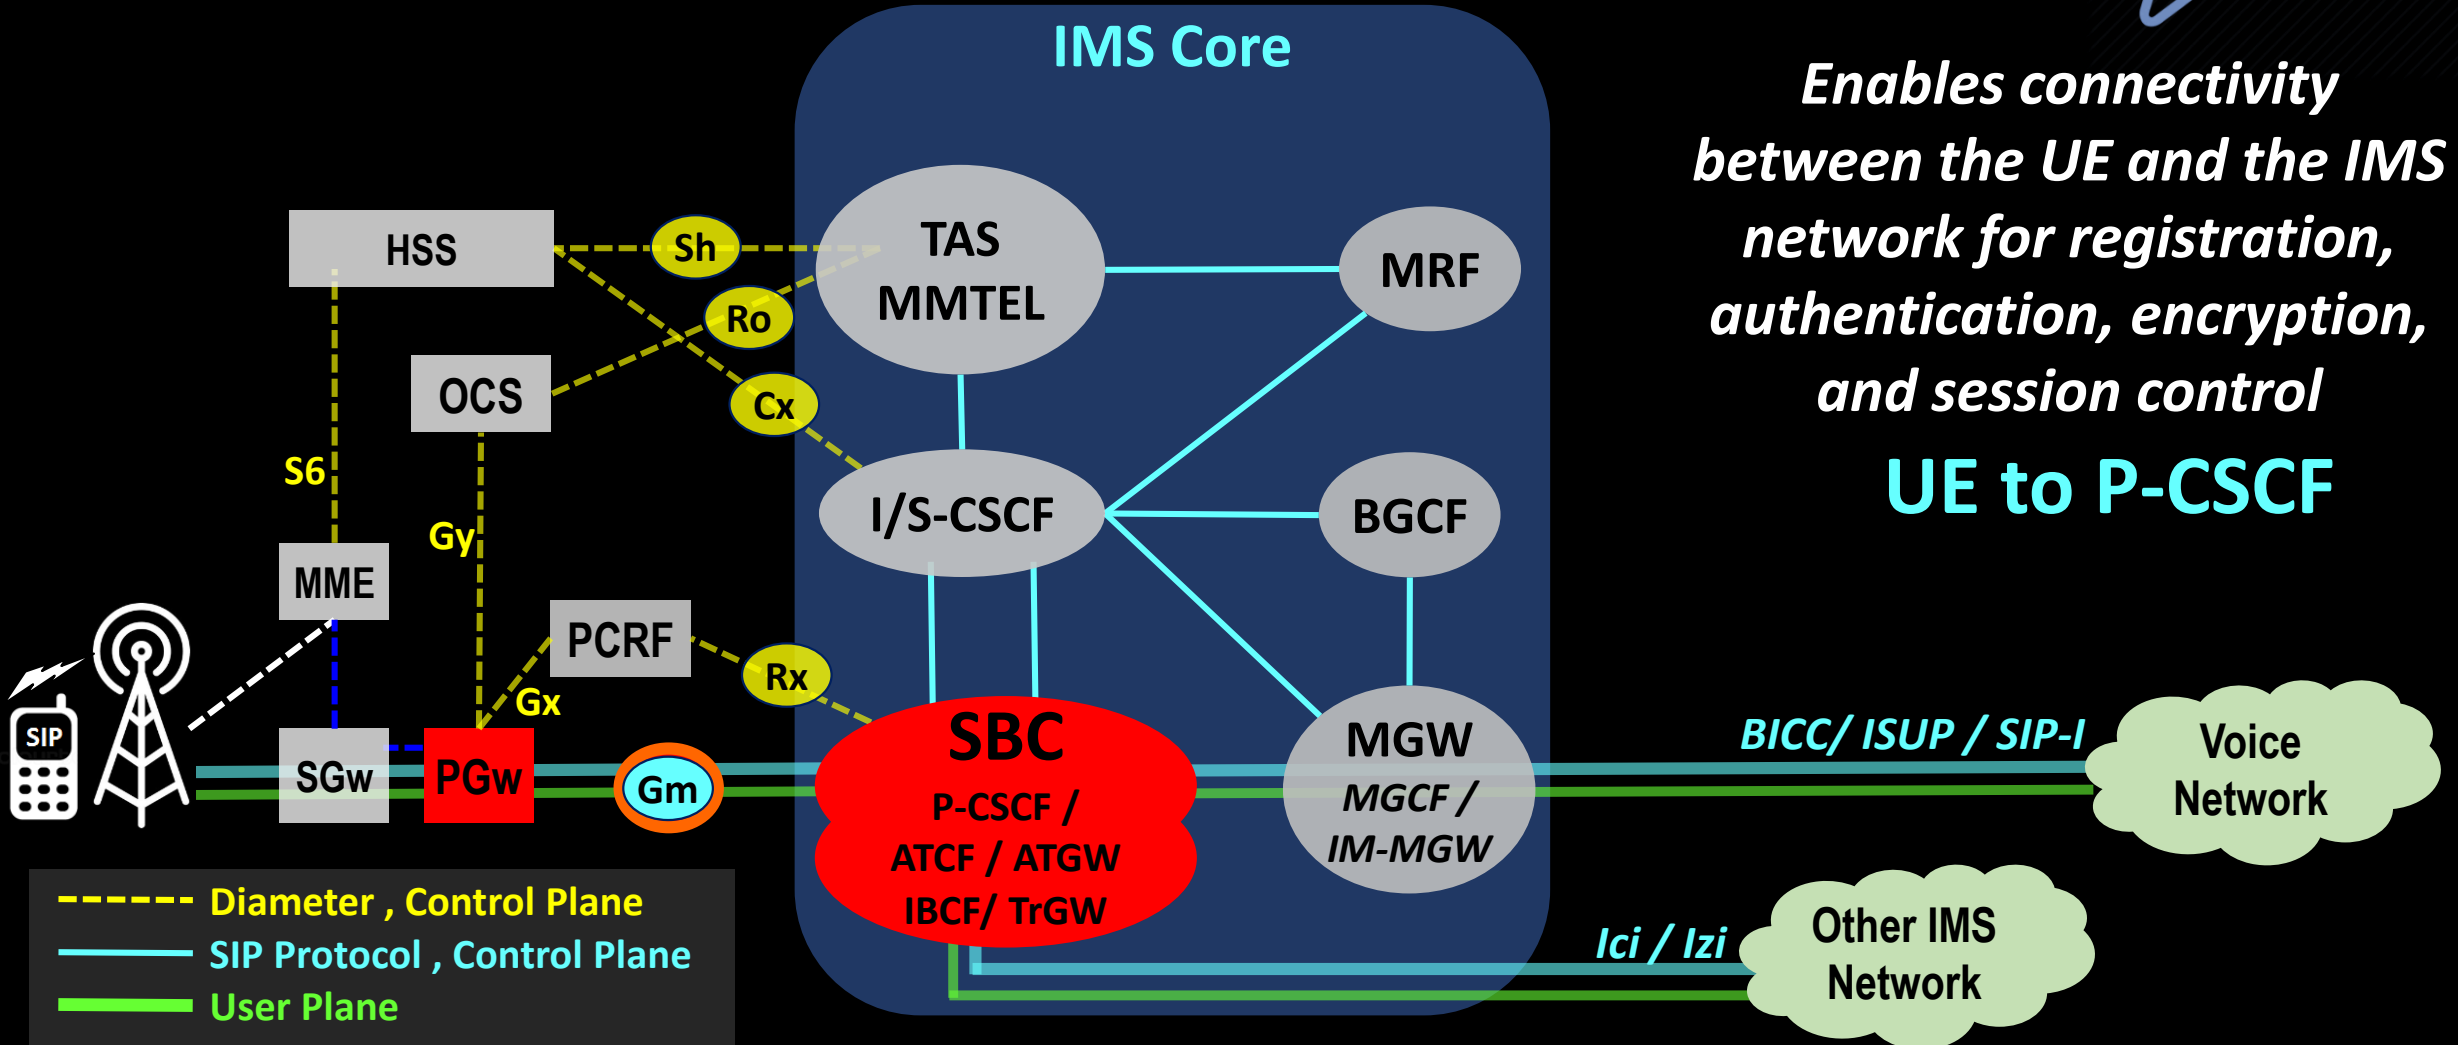 IMS Core
Enables connectivity
between the UE and the IMS
network for registration,
authentication, encryption,
and session control
UE to P-CSCF
HSS
Sh
TAS
MMTEL
MRF
Ro
OCS
Cx
S6
Gy
I/S-CSCF
BGCF
MME
PCRF
Rx
Gx
SIP
SGw
PGw
Gm
SBC
P-CSCF /
ATCF / ATGW
IBCF/ TrGW
MGW
MGCF /
IM-MGW
BICC/ ISUP / SIP-I
Voice
Network
Ici / Izi
Other IMS
Network
Diameter , Control Plane
SIP Protocol , Control Plane
User Plane